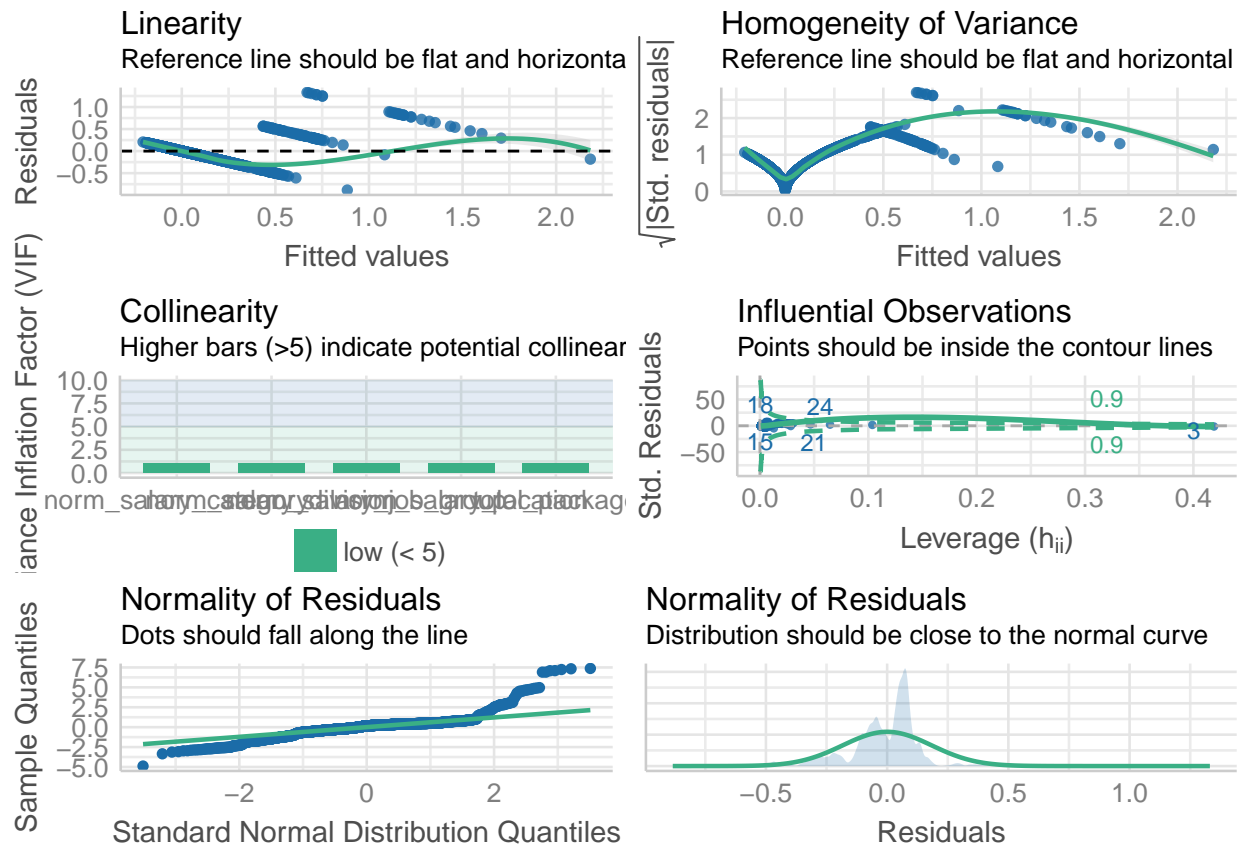 Linearity
Reference line should be flat and horizonta
Residuals
1.0
0.5
0.0
−0.5
0.0
0.5
1.0
1.5
2.0
Fitted values
Homogeneity of Variance
Reference line should be flat and horizontal
√|Std. residuals|
2
1
0
0.0
0.5
1.0
1.5
2.0
Fitted values
Collinearity
Higher bars (>5) indicate potential collinear
iance Inflation Factor (VIF)
10.0
7.5
5.0
2.5
0.0
low (< 5)
Influential Observations
Points should be inside the contour lines
Std. Residuals
50
0
−50
18
24
15
21
3
0.9
0.9
0.0
0.1
0.2
0.3
0.4
Leverage (hii)
Normality of Residuals
Dots should fall along the line
Sample Quantiles
7.5
5.0
2.5
0.0
−2.5
−5.0
−2
0
2
Standard Normal Distribution Quantiles
Normality of Residuals
Distribution should be close to the normal curve
−0.5
0.0
0.5
1.0
Residuals